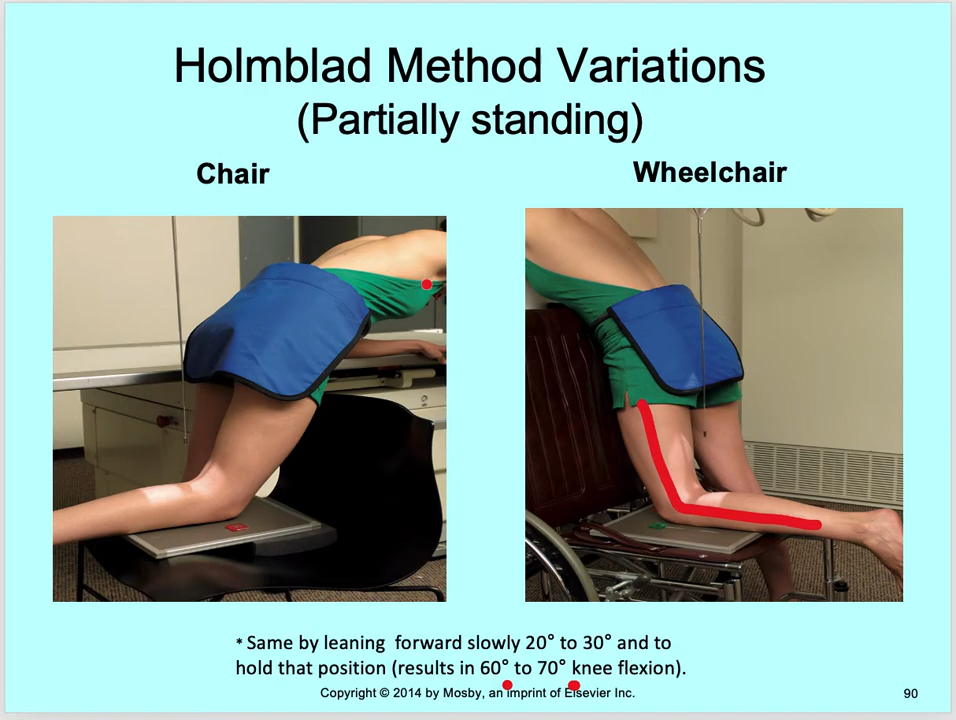 Holmblad Method Variations
(Partially standing)
Chair
Wheelchair
* Same by leaning forward slowly 20° to 30° and to
hold that position (results in 60° to 70° knee flexion).
Copyright © 2014 by Mosby, an imprint of Elsevier Inc.
90